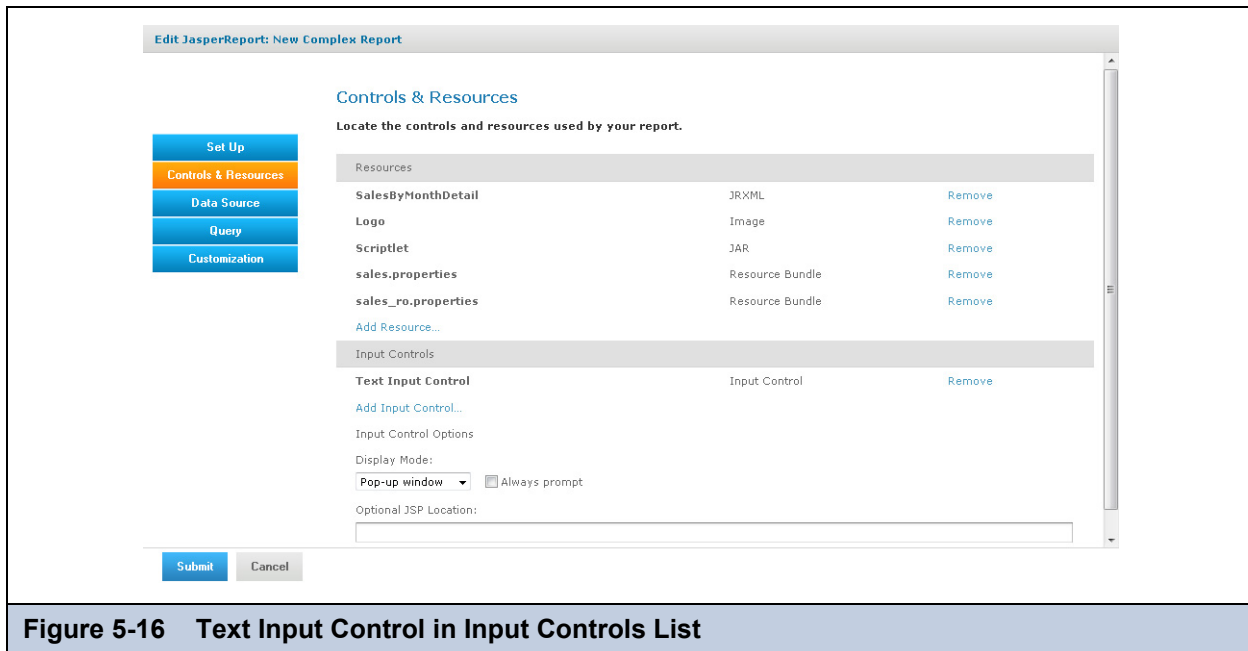 Edit JasperReport: New Complex Report
Controls & Resources
Locate the controls and resources used by your report.
Set Up
Controls & Resources
Data Source
Query
Customization
Resources
SalesByMonthDetail JRXML Remove
Logo Image Remove
Scriptlet JAR Remove
sales.properties Resource Bundle Remove
sales_ro.properties Resource Bundle Remove
Add Resource...
Input Controls
Text Input Control Input Control Remove
Add Input Control...
Input Control Options
Display Mode:
Pop-up window Always prompt
Optional JSP Location:
Submit Cancel
Figure 5-16 Text Input Control in Input Controls List